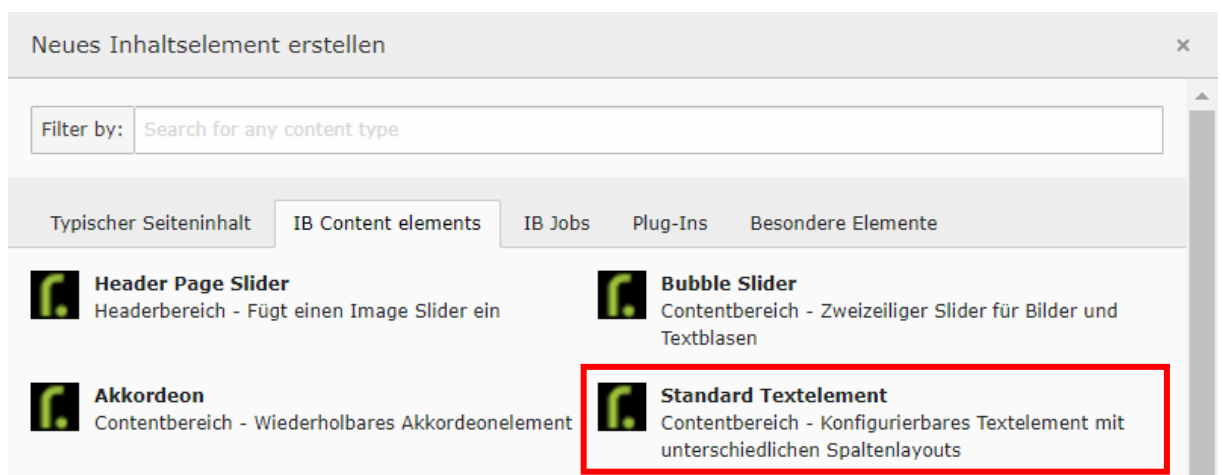 Neues Inhaltselement erstellen ×
Filter by: Search for any content type
Typischer Seiteninhalt IB Content elements IB Jobs Plug-Ins Besondere Elemente
Header Page Slider
Headerbereich - Fügt einen Image Slider ein
Bubble Slider
Contentbereich - Zweizeiliger Slider für Bilder und
Textblasen
Akkordeon
Contentbereich - Wiederholbares Akkordeonelement
Standard Textelement
Contentbereich - Konfigurierbares Textelement mit
unterschiedlichen Spaltenlayouts